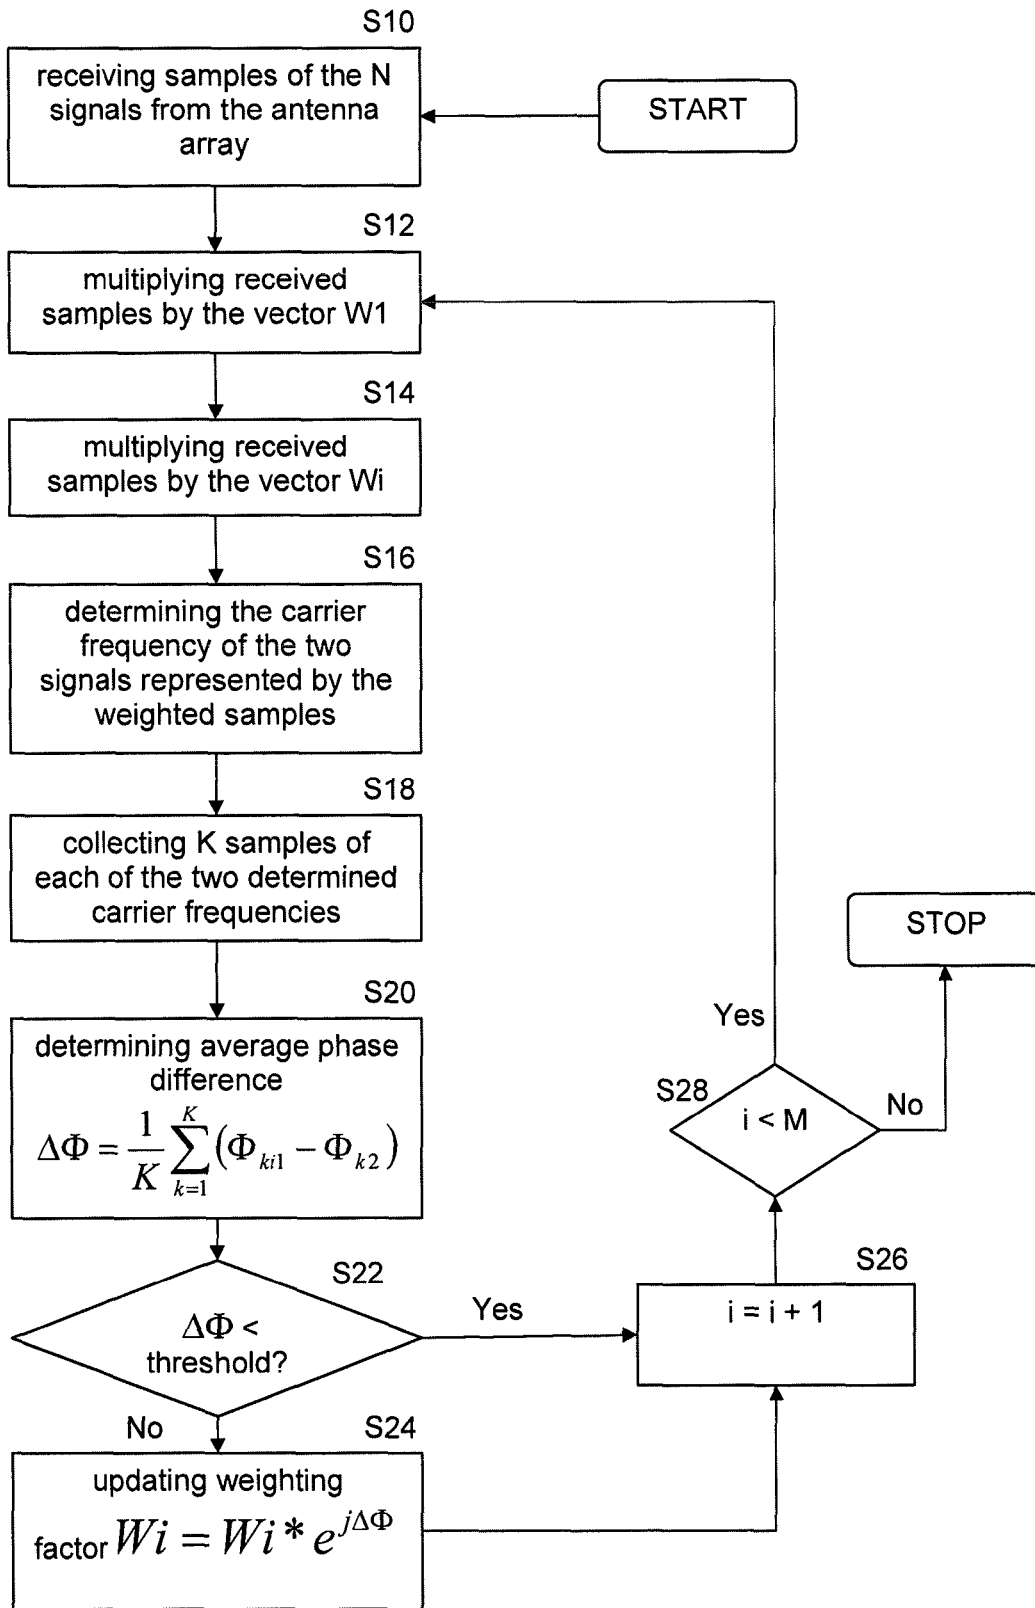 S10
receiving samples of the N
signals from the antenna
array
START
S12
multiplying received
samples by the vector W1
S14
multiplying received
samples by the vector Wi
S16
determining the carrier
frequency of the two
signals represented by the
weighted samples
S18
collecting K samples of
each of the two determined
carrier frequencies
STOP
S20
determining average phase
difference
ΔΦ = 1/K ∑_{k=1}^{K} (Φ_{ki1} − Φ_{k2})
Yes
S28
i < M
No
S22
ΔΦ <
threshold?
Yes
S26
i = i + 1
No
S24
updating weighting
factor Wi = Wi * e^{jΔΦ}